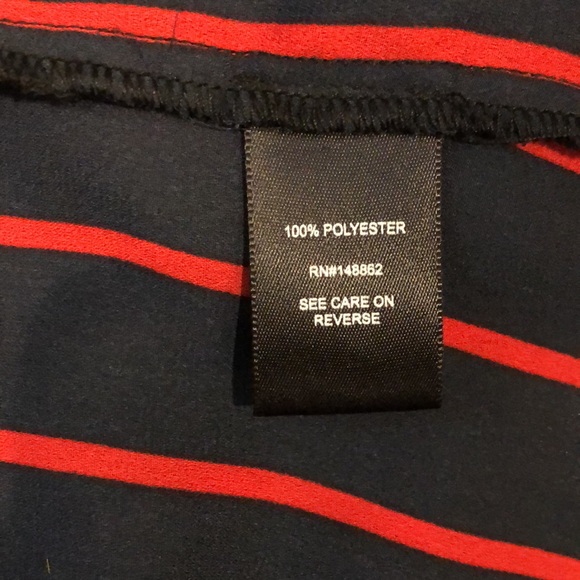 100% POLYESTER
RN#148862
SEE CARE ON
REVERSE